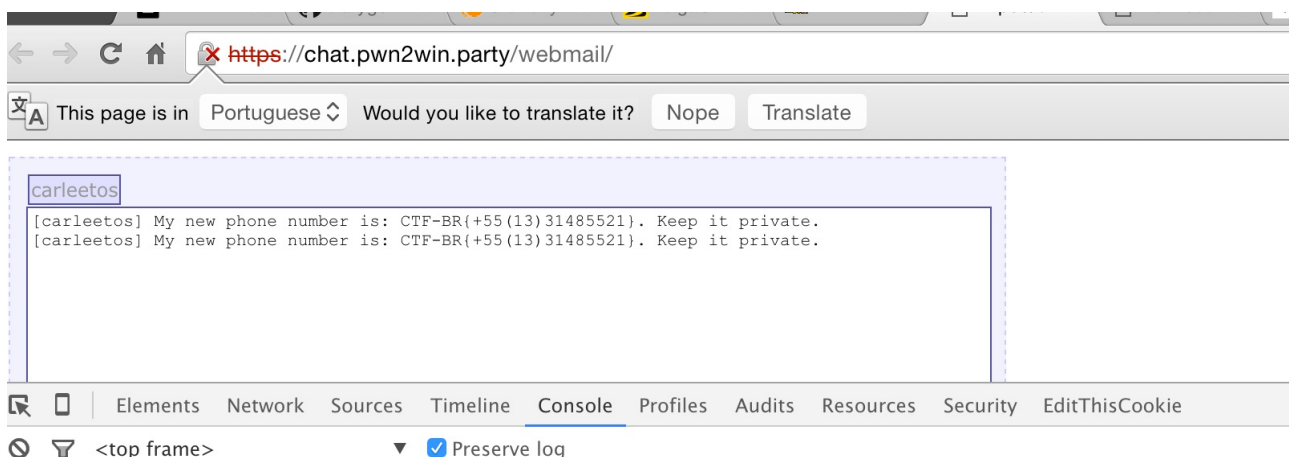 https://chat.pwn2win.party/webmail/
文A This page is in Portuguese Would you like to translate it? Nope Translate
carleetos
[carleetos] My new phone number is: CTF-BR{+55(13)31485521}. Keep it private.
[carleetos] My new phone number is: CTF-BR{+55(13)31485521}. Keep it private.
Elements Network Sources Timeline Console Profiles Audits Resources Security EditThisCookie
<top frame> Preserve log